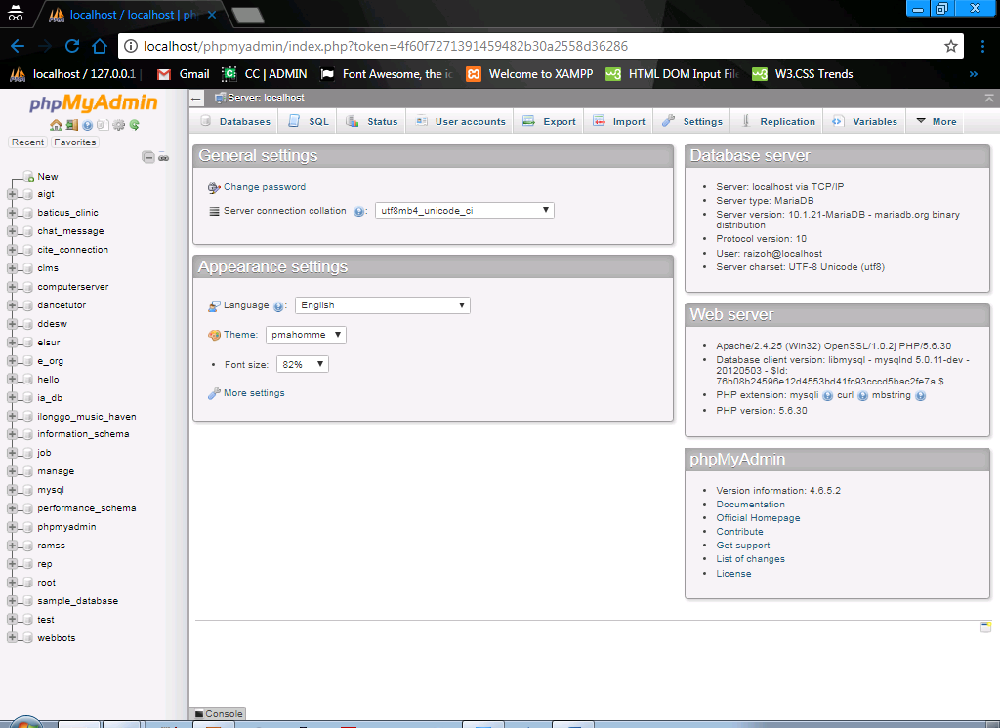 localhost / localhost | ph
localhost/phpmyadmin/index.php?token=4f60f7271391459482b30a2558d36286
localhost / 127.0.0.1 |
Gmail
CC | ADMIN
Font Awesome, the ic
Welcome to XAMPP
HTML DOM Input File
W3.CSS Trends
»
phpMyAdmin
Recent
Favorites
New
aigt
baticus_clinic
chat_message
cite_connection
clms
computerserver
dancetutor
ddesw
elsur
e_org
hello
ia_db
ilonggo_music_haven
information_schema
job
manage
mysql
performance_schema
phpmyadmin
ramss
rep
root
sample_database
test
webbots
Server: localhost
Databases
SQL
Status
User accounts
Export
Import
Settings
Replication
Variables
More
General settings
Change password
Server connection collation
:
utf8mb4_unicode_ci
Appearance settings
Language
:
English
Theme:
pmahomme
Font size:
82%
More settings
Database server
Server: localhost via TCP/IP
Server type: MariaDB
Server version: 10.1.21-MariaDB - mariadb.org binary
distribution
Protocol version: 10
User: raizoh@localhost
Server charset: UTF-8 Unicode (utf8)
Web server
Apache/2.4.25 (Win32) OpenSSL/1.0.2j PHP/5.6.30
Database client version: libmysql - mysqlnd 5.0.11-dev -
20120503 - $Id:
76b08b24596e12d4553bd41fc93cccd5bac2fe7a $
PHP extension: mysqli curl mbstring
PHP version: 5.6.30
phpMyAdmin
Version information: 4.6.5.2
Documentation
Official Homepage
Contribute
Get support
List of changes
License
Console